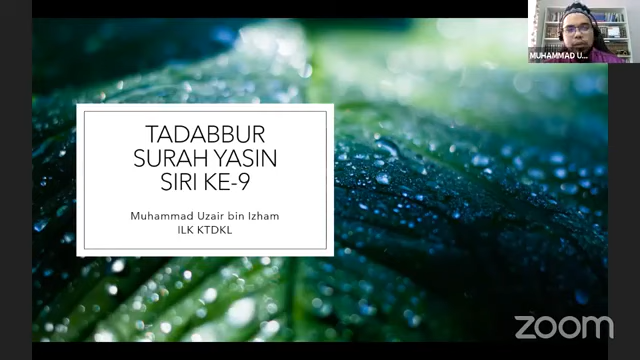 MUHAMMAD U...
TADABBUR
SURAH YASIN
SIRI KE-9
Muhammad Uzair bin Izham
ILK KTDKL
zoom